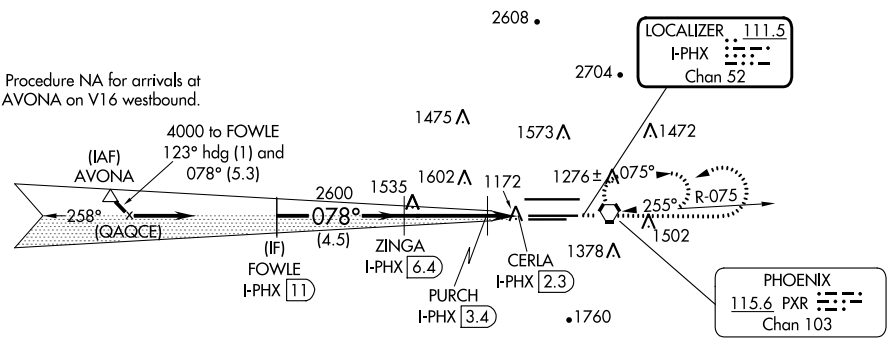 2608
LOCALIZER 111.5
I-PHX
Chan 52
2704
Procedure NA for arrivals at
AVONA on V16 westbound.
1475
1573
1472
4000 to FOWLE
123° hdg (1) and
078° (5.3)
(IAF)
AVONA
1602
1172
1276±
075°
2600
1535
R-075
258°
078°
255°
(QAQCE)
(4.5)
1502
(IF)
FOWLE
I-PHX 11
ZINGA
I-PHX 6.4
CERLA
I-PHX 2.3
1378
PURCH
I-PHX 3.4
PHOENIX
115.6 PXR
Chan 103
1760